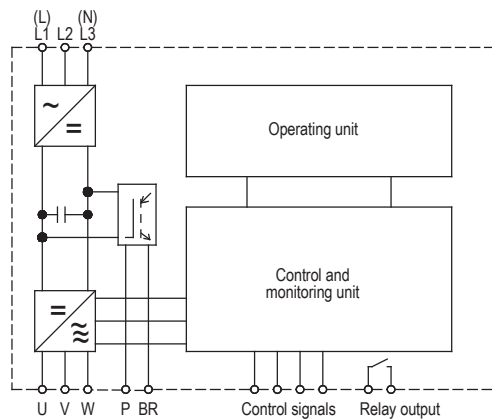 (L) (N)
L1 L2 L3
Operating unit
Control and
monitoring unit
U V W P BR Control signals Relay output